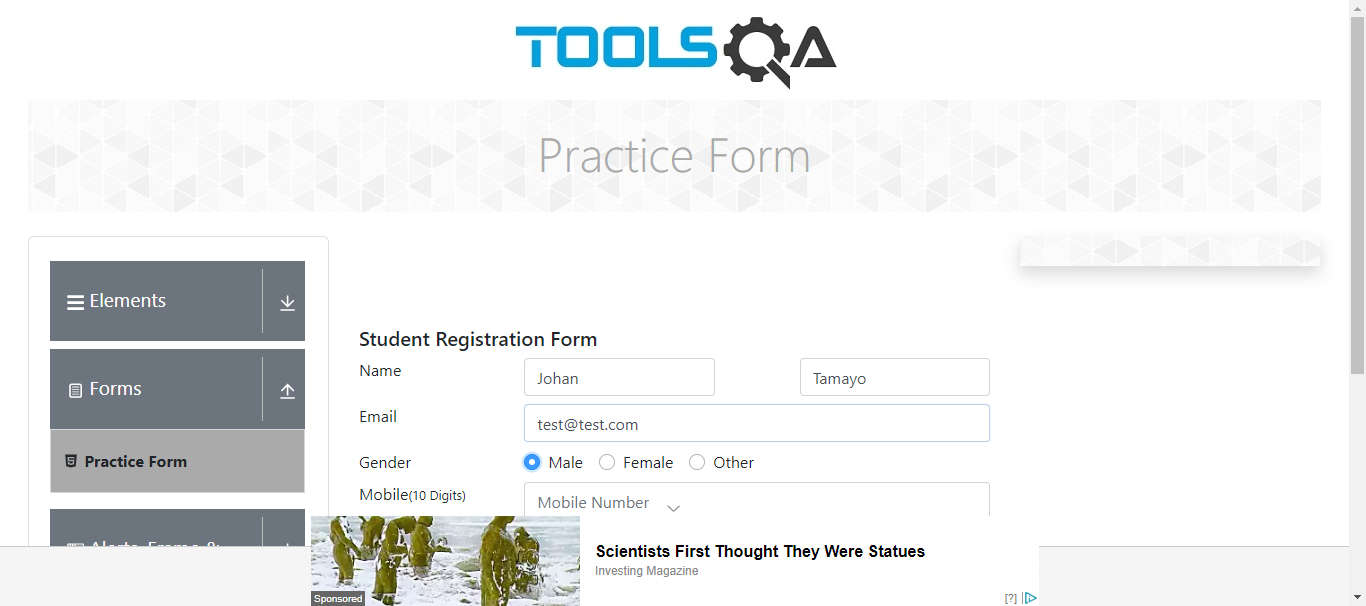 TOOLSQA
Practice Form
Elements
Forms
Practice Form
Student Registration Form
Name
Johan
Tamayo
Email
test@test.com
Gender
Male
Female
Other
Mobile(10 Digits)
Mobile Number
Scientists First Thought They Were Statues
Investing Magazine
Sponsored
[?]